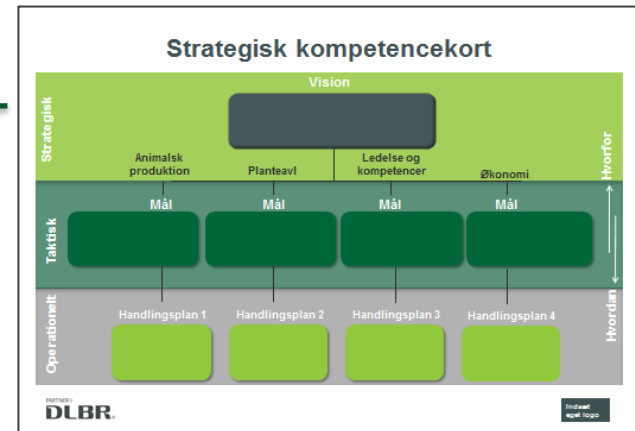 Strategisk kompetencekort
Vision
Strategisk
Animalsk
produktion
Planteavl
Ledelse og
kompetencer
Økonomi
Hvorfor
Taktisk
Mål
Mål
Mål
Mål
Operationelt
Handlingsplan 1
Handlingsplan 2
Handlingsplan 3
Handlingsplan 4
Hvordan
PARTNER I
DLBR.
Indsæt
eget logo